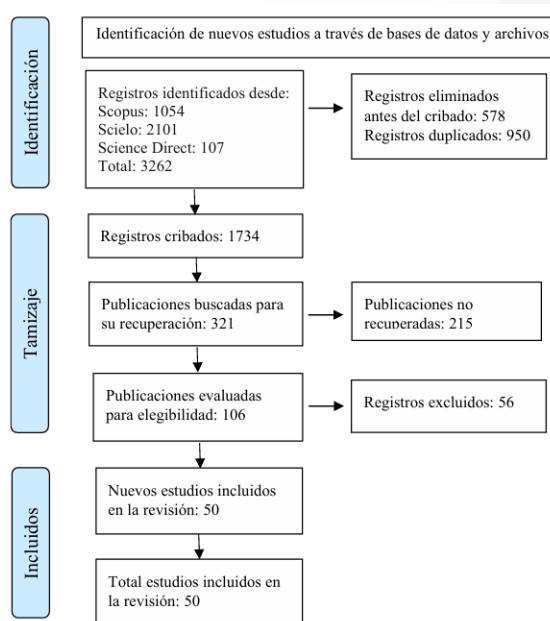 Identificación de nuevos estudios a través de bases de datos y archivos
Identificación
Registros identificados desde:
Scopus: 1054
Scielo: 2101
Science Direct: 107
Total: 3262
Registros eliminados
antes del cribado: 578
Registros duplicados: 950
Tamizaje
Registros cribados: 1734
Publicaciones buscadas para
su recuperación: 321
Publicaciones no
recuperadas: 215
Publicaciones evaluadas
para elegibilidad: 106
Registros excluidos: 56
Incluidos
Nuevos estudios incluidos
en la revisión: 50
Total estudios incluidos en
la revisión: 50